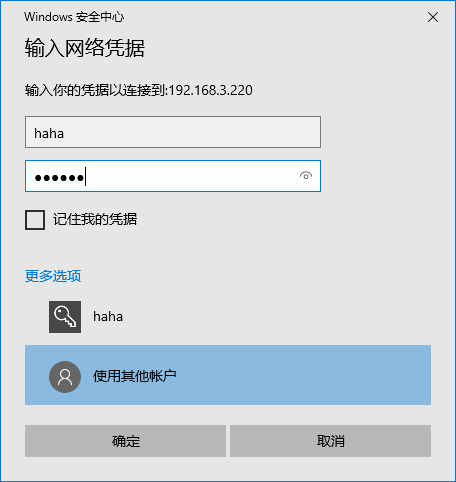 Windows 安全中心
输入网络凭据
输入你的凭据以连接到:192.168.3.220
haha
●●●●●●
记住我的凭据
更多选项
haha
使用其他帐户
确定
取消